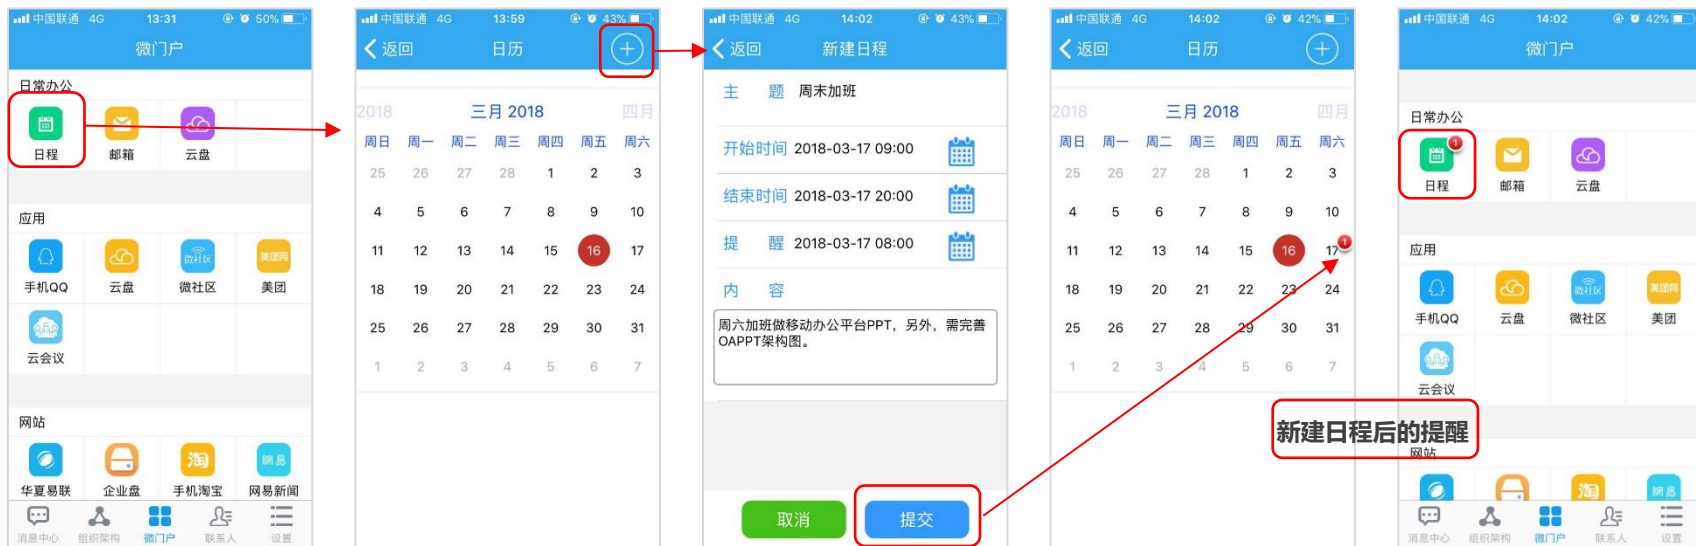 中国联通 4G 13:31 50%
微门户
日常办公
日程 邮箱 云盘
应用
微社区 美团网
手机QQ 云盘 微社区 美团
云会议
网站
淘 網易
华夏易联 企业盘 手机淘宝 网易新闻
消息中心 组织架构 微门户 联系人 设置
中国联通 4G 13:59 43%
返回 日历
2018 三月 2018 四月
周日 周一 周二 周三 周四 周五 周六
25 26 27 28 1 2 3
4 5 6 7 8 9 10
11 12 13 14 15 16 17
18 19 20 21 22 23 24
25 26 27 28 29 30 31
1 2 3 4 5 6 7
中国联通 4G 14:02 43%
返回 新建日程
主 题 周末加班
开始时间 2018-03-17 09:00
结束时间 2018-03-17 20:00
提 醒 2018-03-17 08:00
内 容
周六加班做移动办公平台PPT，另外，需完善
OAPPT架构图。
取消 提交
中国联通 4G 14:02 42%
返回 日历
2018 三月 2018 四月
周日 周一 周二 周三 周四 周五 周六
25 26 27 28 1 2 3
4 5 6 7 8 9 10
11 12 13 14 15 16 17 1
18 19 20 21 22 23 24
25 26 27 28 29 30 31
1 2 3 4 5 6 7
新建日程后的提醒
中国联通 4G 14:02 42%
微门户
日常办公
1
日程 邮箱 云盘
应用
微社区 美团网
手机QQ 云盘 微社区 美团
云会议
网站
淘 網易
消息中心 组织架构 微门户 联系人 设置